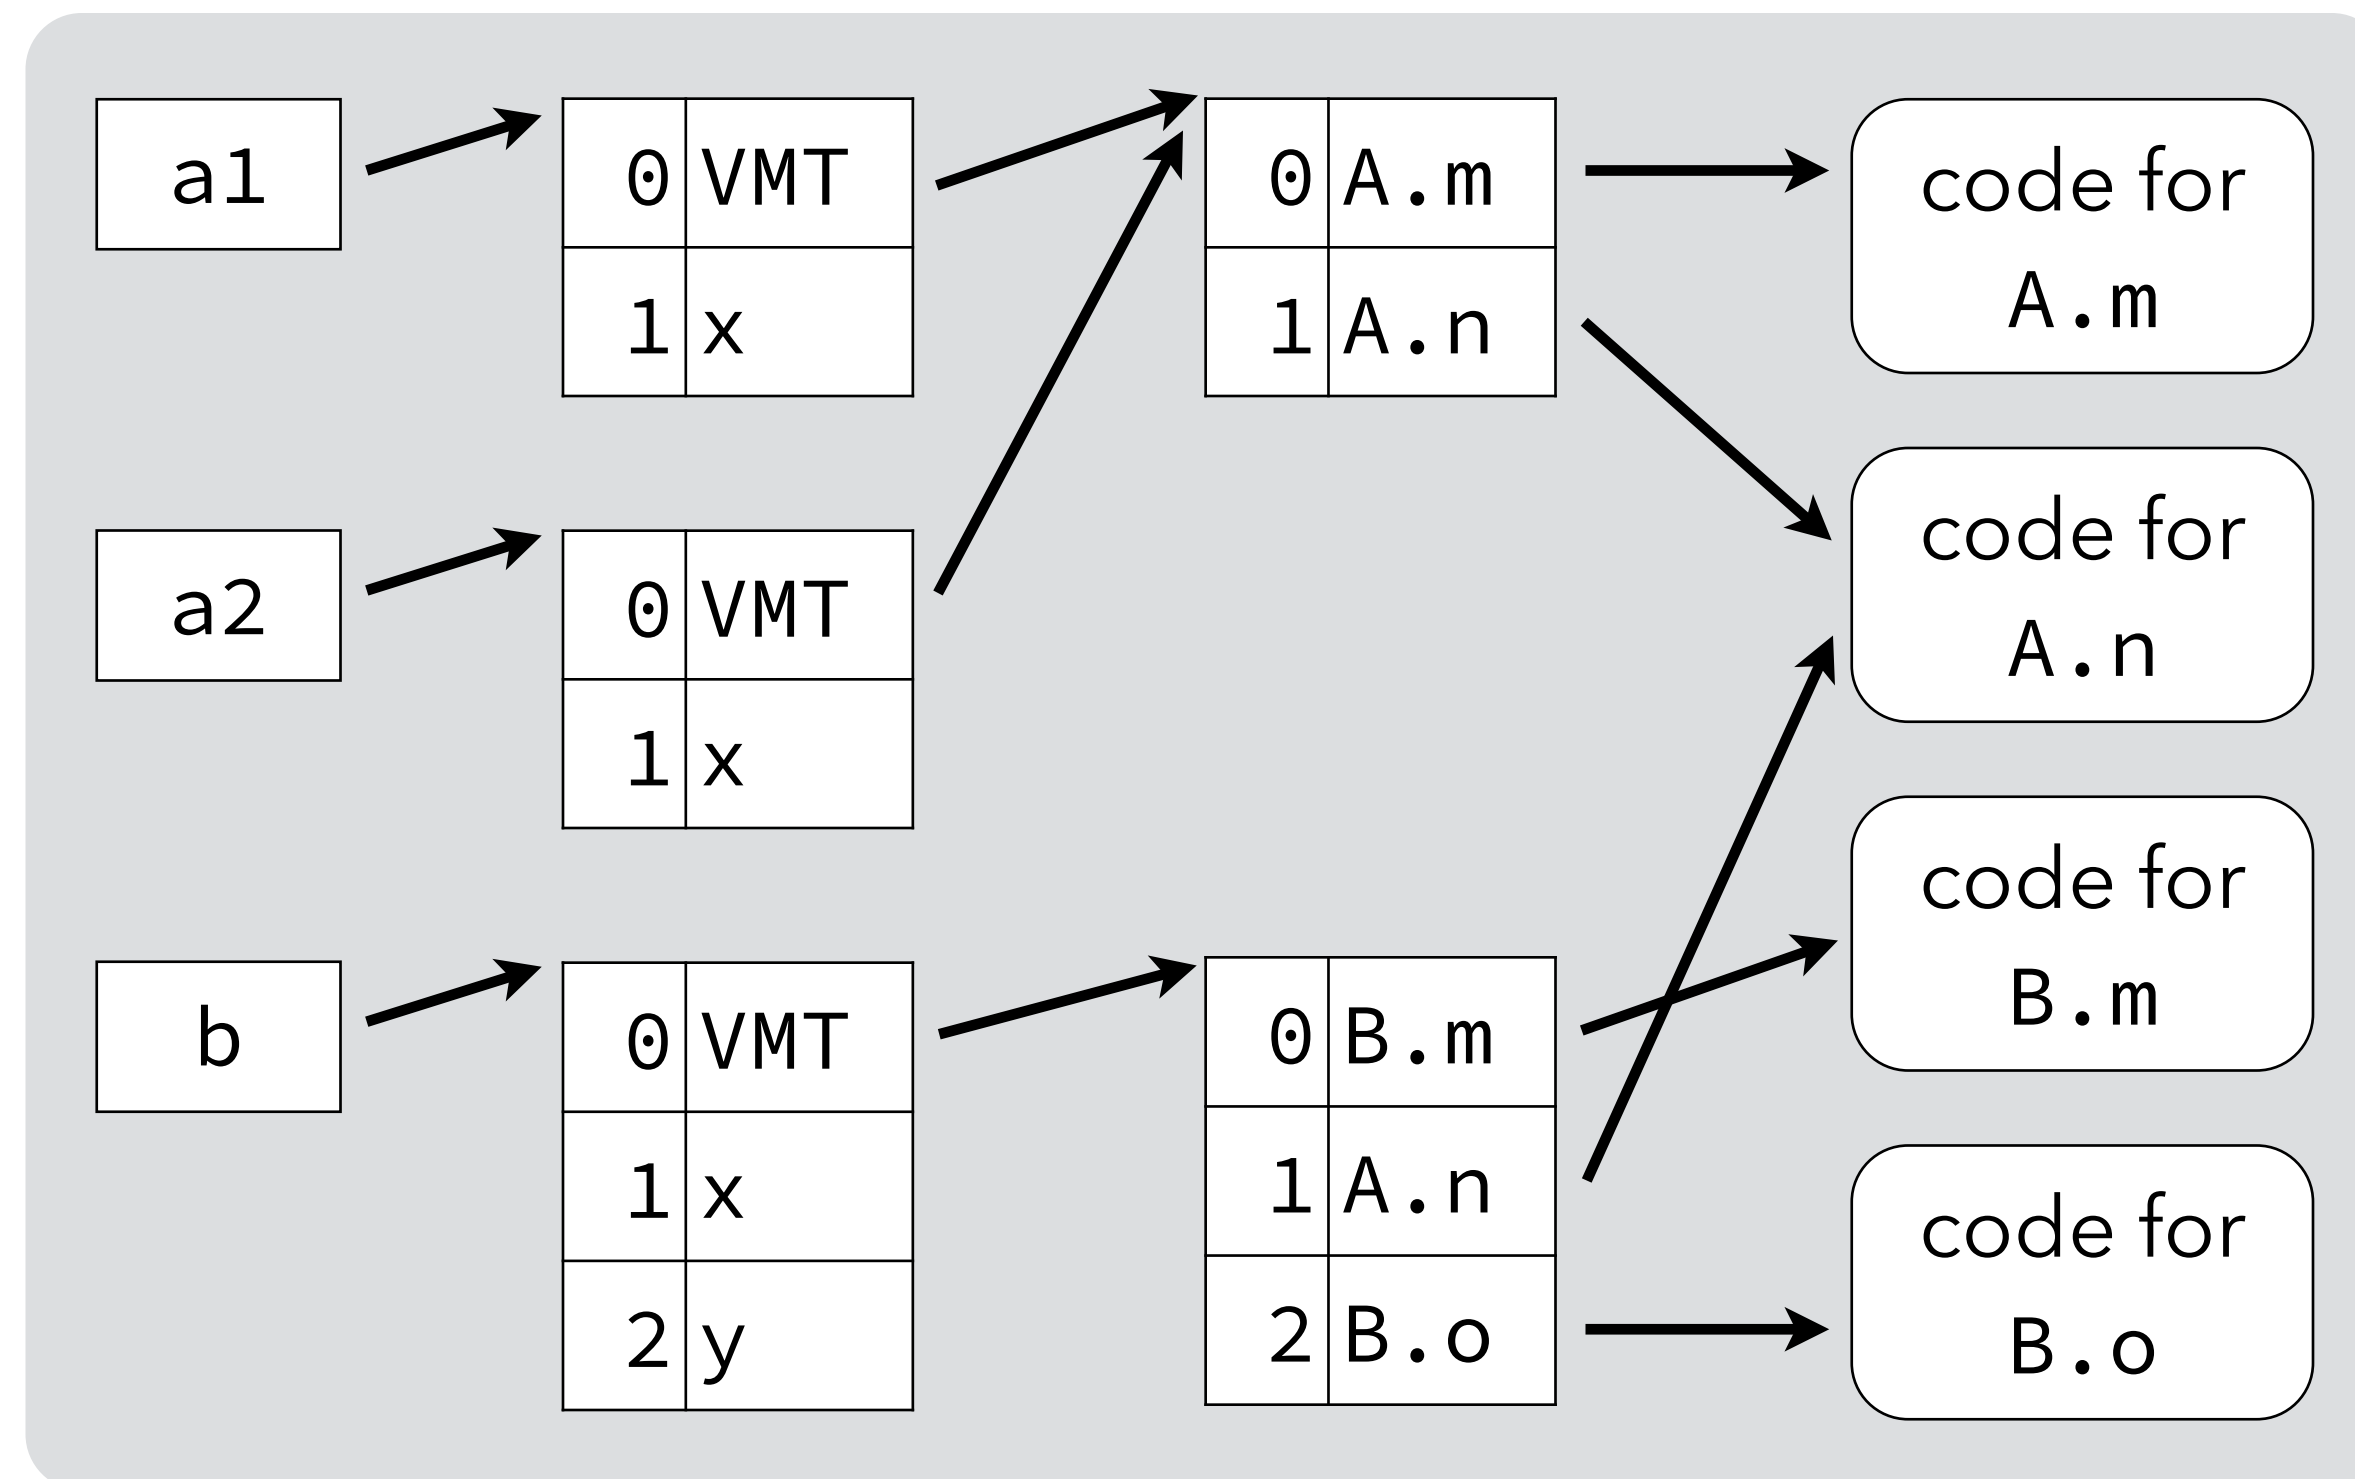 a1
0 VMT
1 x
0 A.m
1 A.n
code for
A.m
a2
0 VMT
1 x
code for
A.n
b
0 VMT
1 x
2 y
0 B.m
1 A.n
2 B.o
code for
B.m
code for
B.o